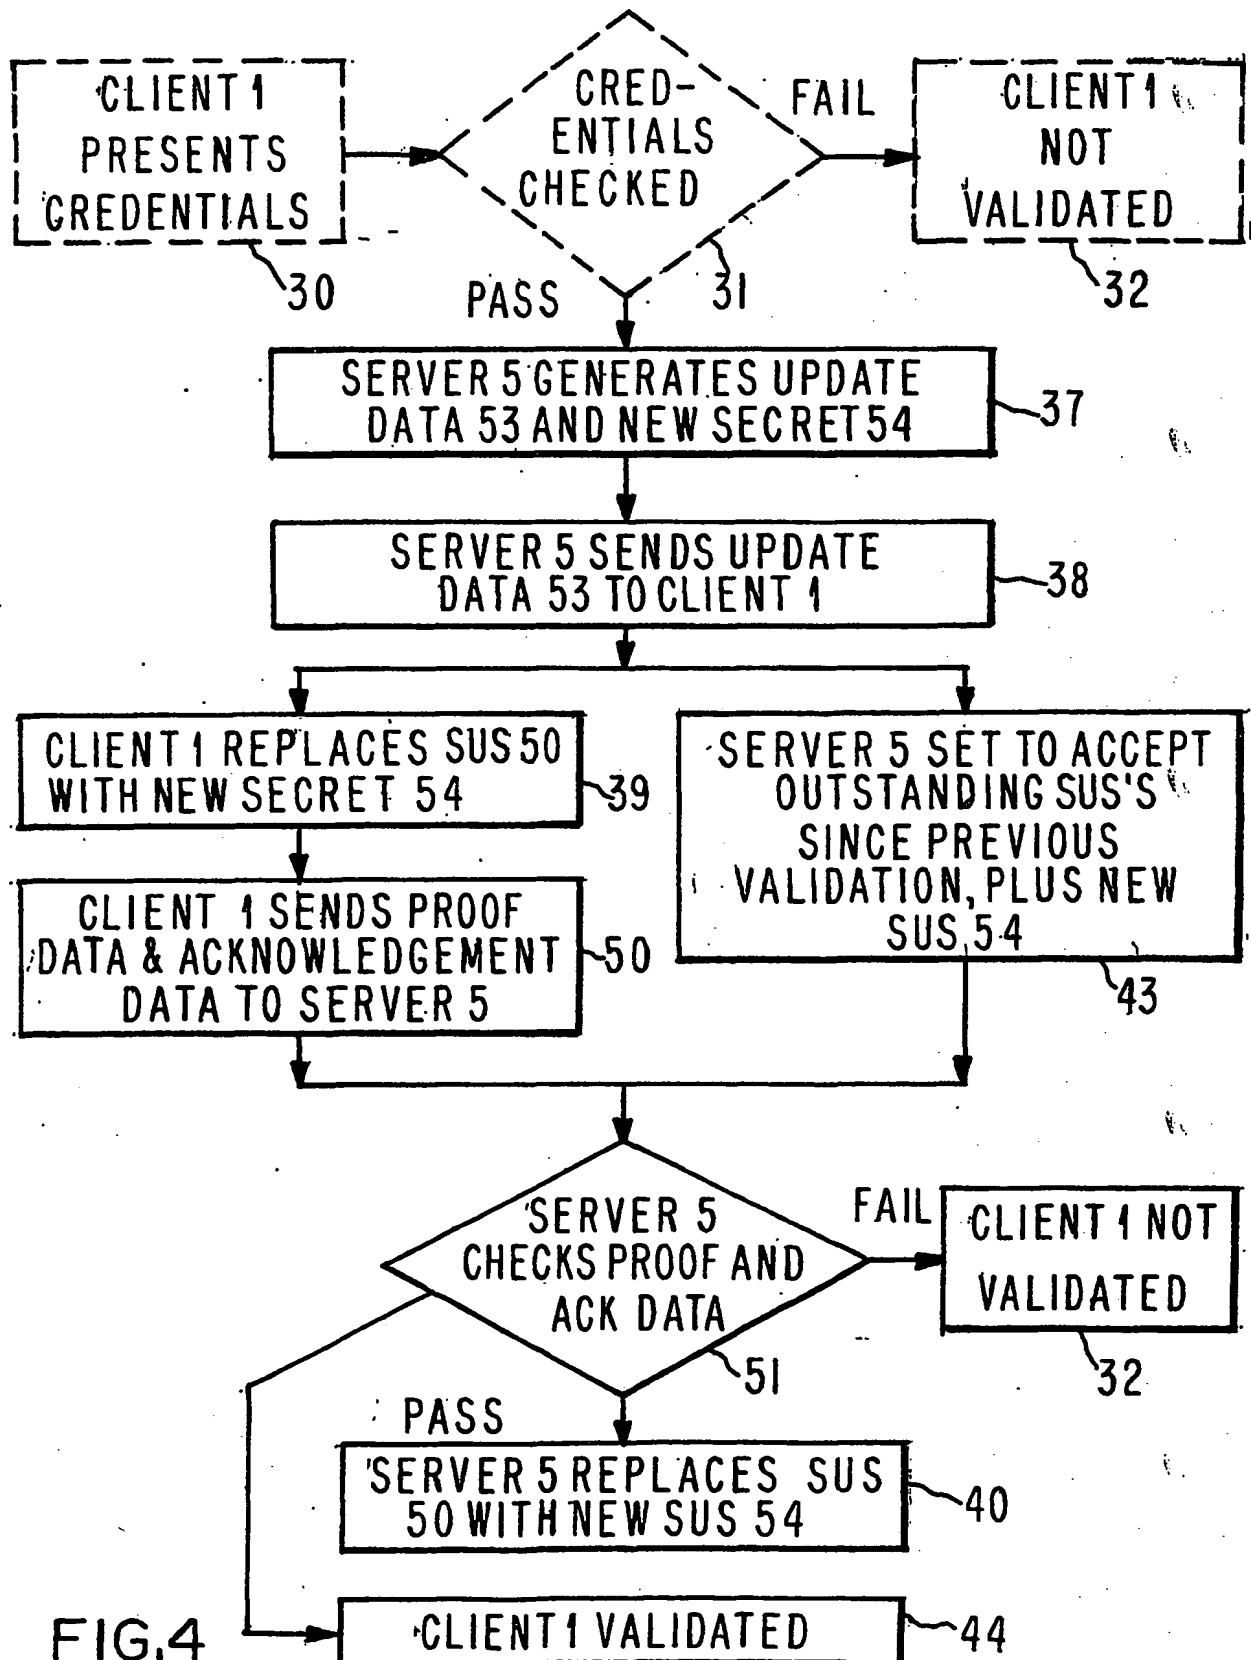 CLIENT 1
PRESENTS
CREDENTIALS
30
CRED-
ENTIALS
CHECKED
31
FAIL
CLIENT 1
NOT
VALIDATED
32
PASS
SERVER 5 GENERATES UPDATE
DATA 53 AND NEW SECRET 54
37
SERVER 5 SENDS UPDATE
DATA 53 TO CLIENT 1
38
CLIENT 1 REPLACES SUS 50
WITH NEW SECRET 54
39
SERVER 5 SET TO ACCEPT
OUTSTANDING SUS'S
SINCE PREVIOUS
VALIDATION, PLUS NEW
SUS 54
43
CLIENT 1 SENDS PROOF
DATA & ACKNOWLEDGEMENT
DATA TO SERVER 5
50
SERVER 5
CHECKS PROOF AND
ACK DATA
51
FAIL
CLIENT 1 NOT
VALIDATED
32
PASS
SERVER 5 REPLACES SUS
50 WITH NEW SUS 54
40
CLIENT 1 VALIDATED
44
FIG.4